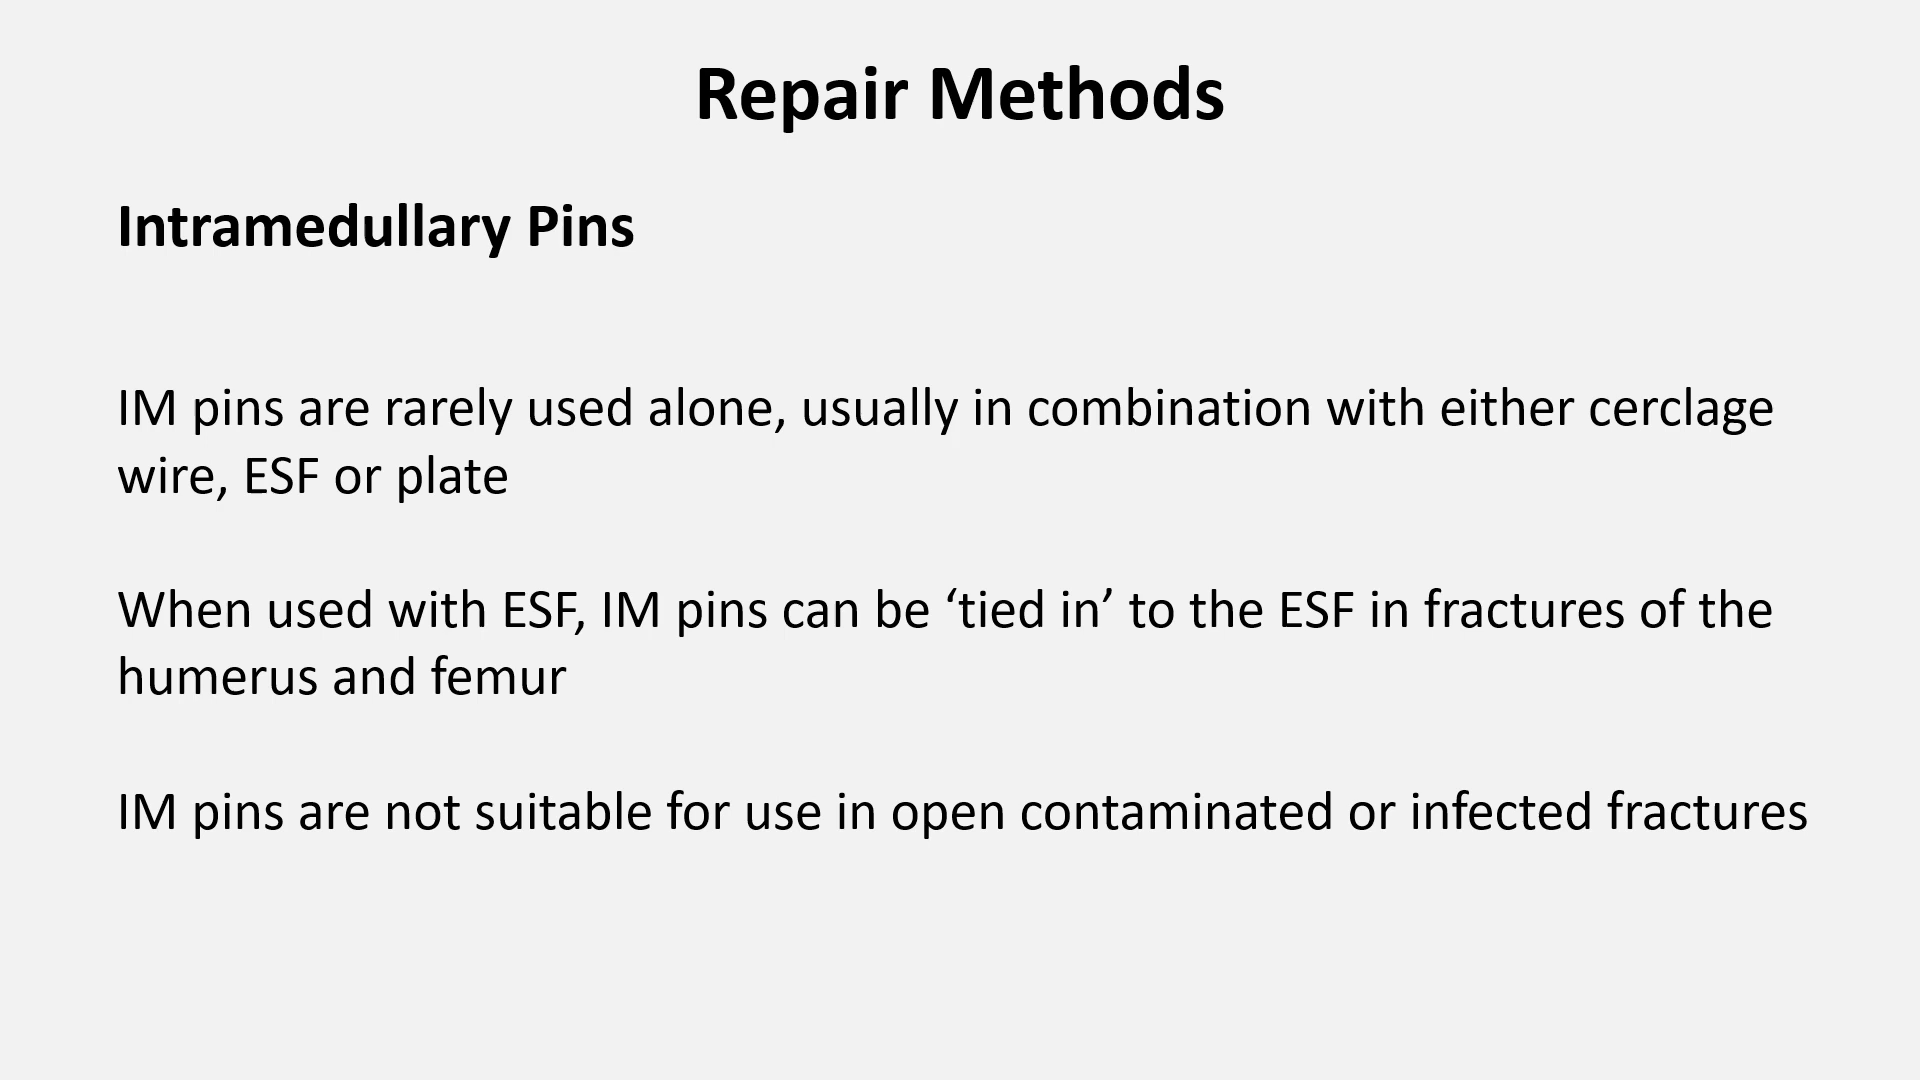 Repair Methods
Intramedullary Pins
IM pins are rarely used alone, usually in combination with either cerclage
wire, ESF or plate
When used with ESF, IM pins can be ‘tied in’ to the ESF in fractures of the
humerus and femur
IM pins are not suitable for use in open contaminated or infected fractures